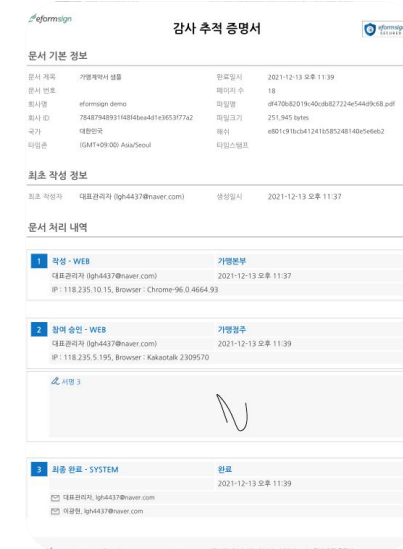 eformsign
감사 추적 증명서
eformsign
SECURED
문서 기본 정보
문서 제목 가맹계약서 샘플 완료일시 2021-12-13 오후 11:39
문서 번호 페이지 수 18
회사명 eformsign demo 파일명 df470b82019c40cdb827224e544d9c68.pdf
회사 ID 78487948931f48f4bea4d1e3653f77a2 파일크기 251,945 bytes
국가 대한민국 해쉬 e801c91bcb41241b585248140e5e6eb2
타임존 (GMT+09:00) Asia/Seoul 타임스탬프
최초 작성 정보
최초 작성자 대표관리자 (lgh4437@naver.com) 생성일시 2021-12-13 오후 11:37
문서 처리 내역
1 작성 - WEB 가맹본부
대표관리자 (lgh4437@naver.com) 2021-12-13 오후 11:37
IP : 118.235.10.15, Browser : Chrome-96.0.4664.93
2 참여 승인 - WEB 가맹점주
대표관리자 (lgh4437@naver.com) 2021-12-13 오후 11:39
IP : 118.235.5.195, Browser : Kakaotalk 2309570
서명 3
3 최종 완료 - SYSTEM 완료
2021-12-13 오후 11:39
대표관리자, lgh4437@naver.com
이광현, lgh4437@naver.com